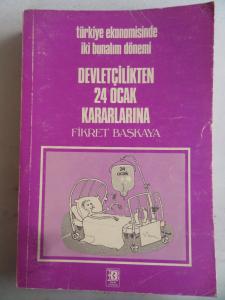 türkiye ekonomisinde
iki bunalım dönemi
DEVLETÇİLİKTEN
24 OCAK
KARARLARINA
FİKRET BAŞKAYA
24
OCAK